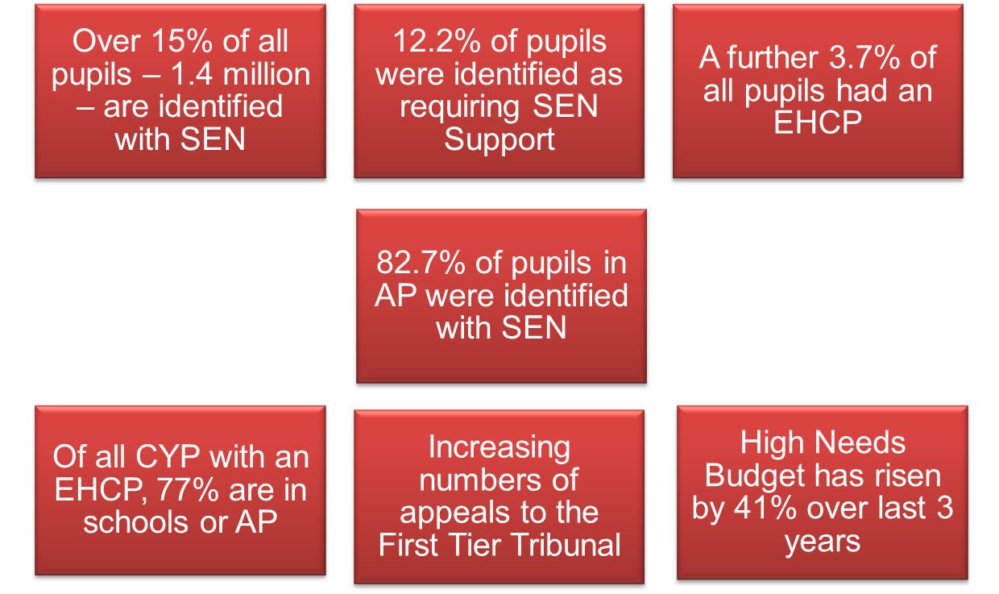 Over 15% of all
pupils – 1.4 million
– are identified
with SEN
12.2% of pupils
were identified as
requiring SEN
Support
A further 3.7% of
all pupils had an
EHCP
82.7% of pupils in
AP were identified
with SEN
Of all CYP with an
EHCP, 77% are in
schools or AP
Increasing
numbers of
appeals to the
First Tier Tribunal
High Needs
Budget has risen
by 41% over last 3
years